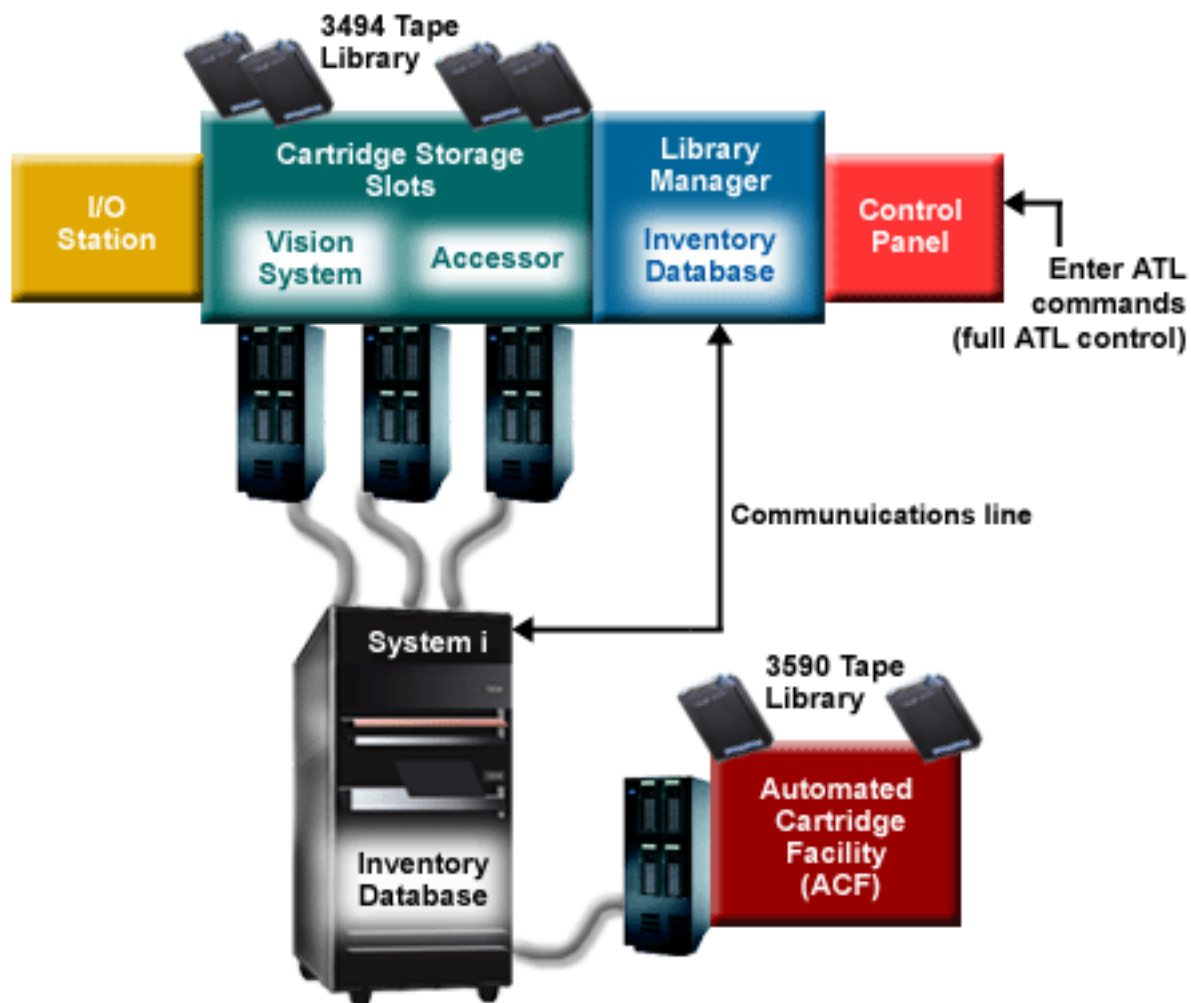 3494 Tape
Library
Cartridge Storage
Slots
Vision
System
Accessor
Library
Manager
Inventory
Database
I/O
Station
Control
Panel
Enter ATL
commands
(full ATL control)
Communuications line
System i
Inventory
Database
3590 Tape
Library
Automated
Cartridge
Facility
(ACF)